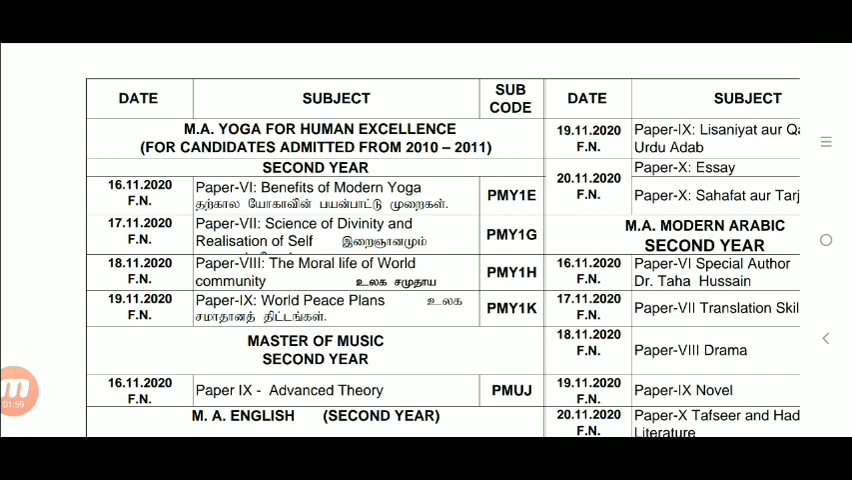 DATE
SUBJECT
SUB
CODE
M.A. YOGA FOR HUMAN EXCELLENCE
(FOR CANDIDATES ADMITTED FROM 2010 – 2011)
SECOND YEAR
16.11.2020
F.N.
Paper-VI: Benefits of Modern Yoga
தற்கால யோகாவின் பயன்பாட்டு முறைகள்.
PMY1E
17.11.2020
F.N.
Paper-VII: Science of Divinity and
Realisation of Self இறைஞானமும்
PMY1G
18.11.2020
F.N.
Paper-VIII: The Moral life of World
community உலக சமுதாய
PMY1H
19.11.2020
F.N.
Paper-IX: World Peace Plans உலக
சமாதானத் திட்டங்கள்.
PMY1K
MASTER OF MUSIC
SECOND YEAR
16.11.2020
F.N.
Paper IX - Advanced Theory
PMUJ
M. A. ENGLISH (SECOND YEAR)
DATE
SUBJECT
19.11.2020
F.N.
Paper-IX: Lisaniyat aur
Urdu Adab
20.11.2020
F.N.
Paper-X: Essay
Paper-X: Sahafat aur
M.A. MODERN ARABIC
SECOND YEAR
16.11.2020
F.N.
Paper-VI Special Author
Dr. Taha Hussain
17.11.2020
F.N.
Paper-VII Translation Skil
18.11.2020
F.N.
Paper-VIII Drama
19.11.2020
F.N.
Paper-IX Novel
20.11.2020
F.N.
Paper-X Tafseer and Had
Literature
01:59